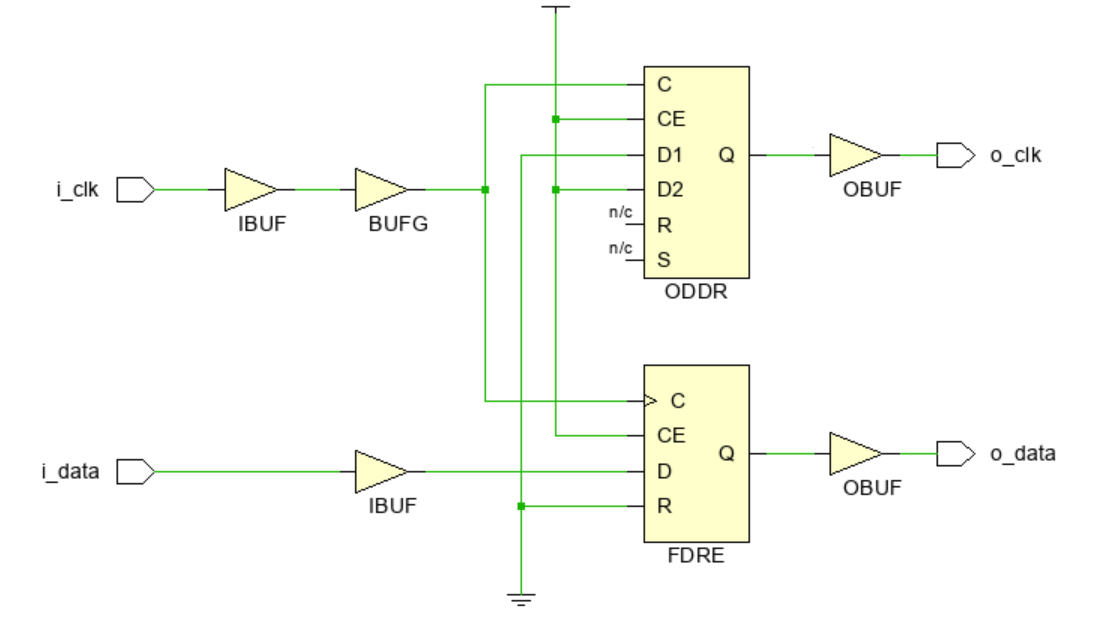 C
CE
D1 Q
D2
n/c
R
n/c
S
ODDR
OBUF
o_clk
i_clk
IBUF
BUFG
C
CE
Q
D
R
FDRE
OBUF
o_data
i_data
IBUF